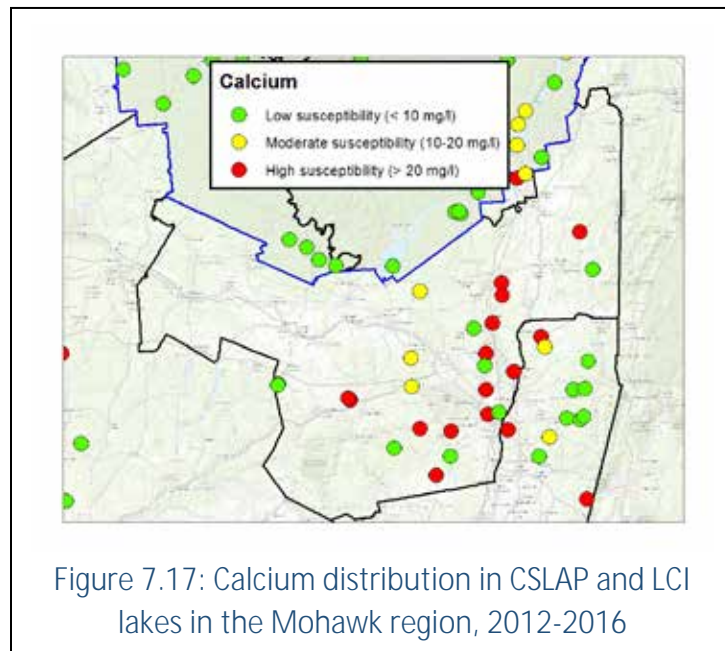 Calcium
Low susceptibility (< 10 mg/l)
Moderate susceptibility (10-20 mg/l)
High susceptibility (> 20 mg/l)
Figure 7.17: Calcium distribution in CSLAP and LCI
lakes in the Mohawk region, 2012-2016